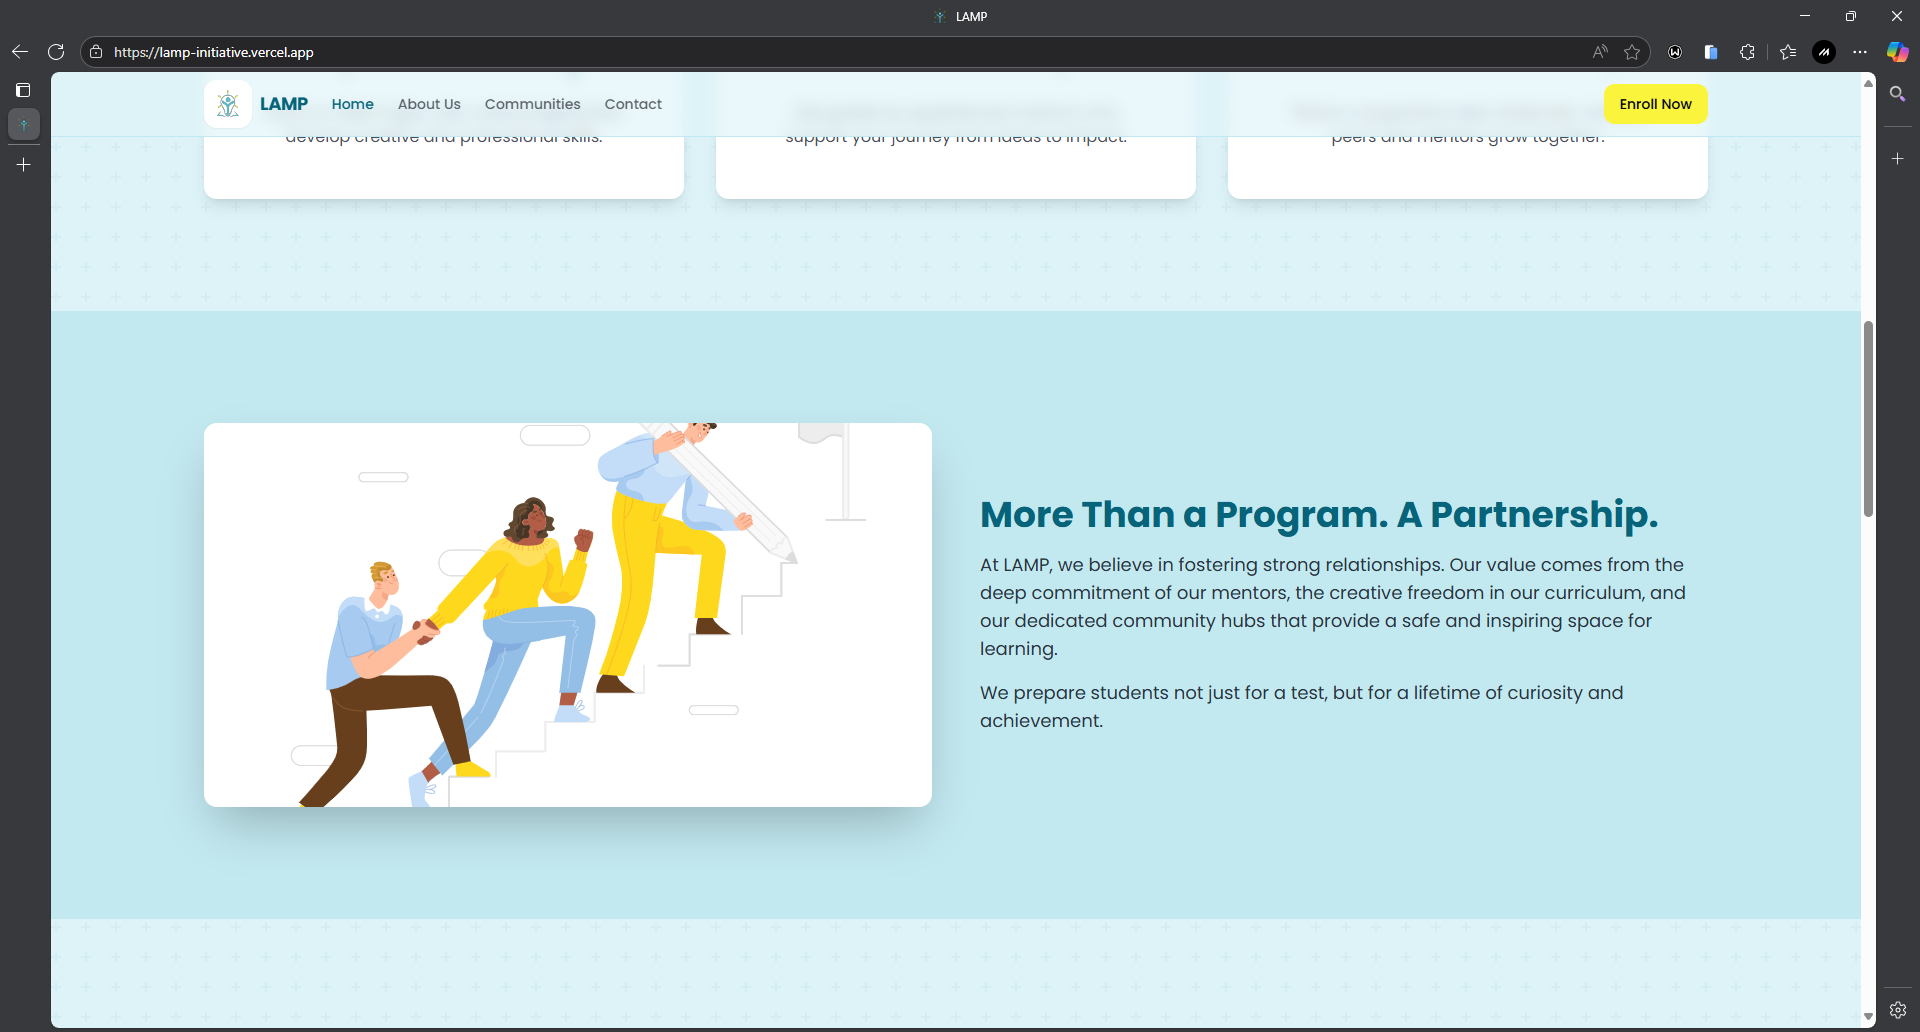 LAMP
https://lamp-initiative.vercel.app
LAMP Home About Us Communities Contact Enroll Now
develop creative and professional skills.
support your journey from ideas to impact.
peers and mentors grow together.
More Than a Program. A Partnership.
At LAMP, we believe in fostering strong relationships. Our value comes from the
deep commitment of our mentors, the creative freedom in our curriculum, and
our dedicated community hubs that provide a safe and inspiring space for
learning.
We prepare students not just for a test, but for a lifetime of curiosity and
achievement.